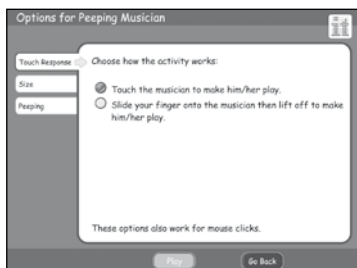 Options for Peeping Musician
it
Touch Response
Choose how the activity works:
Size
Touch the musician to make him/her play.
Peeping
Slide your finger onto the musician then lift off to make
him/her play.
These options also work for mouse clicks.
Play
Go Back